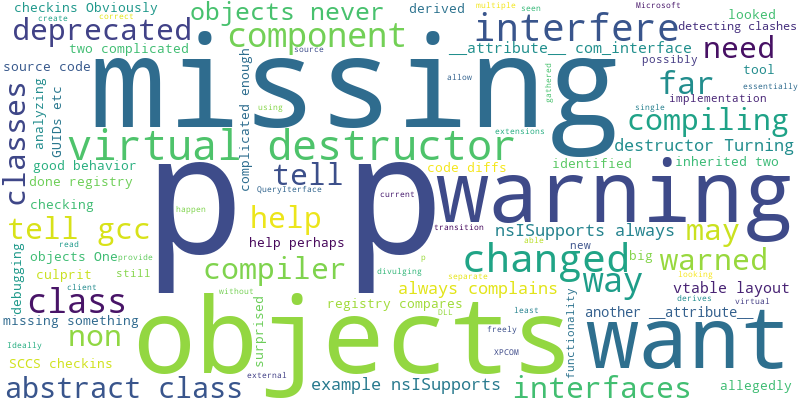 checkins Obviously
objects never
derived
multiple
seen
Microsoft
looked
create
correct
deprecated
component
interfere
detecting clashes
two complicated
missing
source
__attribute__ com_interface
need
source code
possibly
tool
allow
far
essentially
analyzing
GUIDs etc
complicated enough
gathered
implementation
using
single
classes
virtual destructor
extensions
compiling
destructor Turning
good behavior
tell
code diffs
identified
inherited two
done registry
p p
warning
QueryIterface
current
checking
happen
help
tell gcc
transition
nsISupports always
may
help perhaps
able
new
read
objects One
provide
compiler
p
changed
big
warned
culprit
still
divulging
separate
looking
way
debugging
client
without
always complains
vtable layout
class
surprised
registry compares
derives
virtual
missing something
objects
DLL
least
another __attribute__
non
freely
functionality
want
Ideally
XPCOM
SCCS checkins
external
abstract class
example nsISupports
interfaces
allegedly